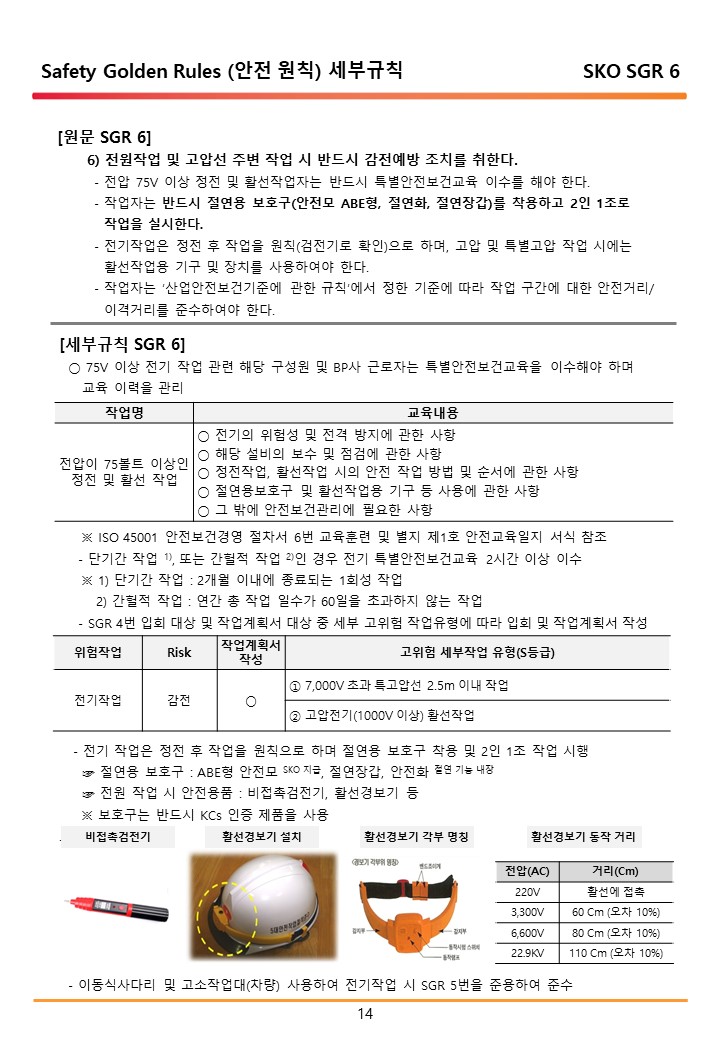 Safety Golden Rules (안전 원칙) 세부규칙 SKO SGR 6
[원문 SGR 6]
6) 전원작업 및 고압선 주변 작업 시 반드시 감전예방 조치를 취한다.
- 전압 75V 이상 정전 및 활선작업자는 반드시 특별안전보건교육 이수를 해야 한다.
- 작업자는 반드시 절연용 보호구(안전모 ABE형, 절연화, 절연장갑)를 착용하고 2인 1조로
작업을 실시한다.
- 전기작업은 정전 후 작업을 원칙(검전기로 확인)으로 하며, 고압 및 특별고압 작업 시에는
활선작업용 기구 및 장치를 사용하여야 한다.
- 작업자는 ‘산업안전보건기준에 관한 규칙’에서 정한 기준에 따라 작업 구간에 대한 안전거리/
이격거리를 준수하여야 한다.
[세부규칙 SGR 6]
○ 75V 이상 전기 작업 관련 해당 구성원 및 BP사 근로자는 특별안전보건교육을 이수해야 하며
교육 이력을 관리
작업명 교육내용
전압이 75볼트 이상인
정전 및 활선 작업
○ 전기의 위험성 및 전격 방지에 관한 사항
○ 해당 설비의 보수 및 점검에 관한 사항
○ 정전작업, 활선작업 시의 안전 작업 방법 및 순서에 관한 사항
○ 절연용보호구 및 활선작업용 기구 등 사용에 관한 사항
○ 그 밖에 안전보건관리에 필요한 사항
※ ISO 45001 안전보건경영 절차서 6번 교육훈련 및 별지 제1호 안전교육일지 서식 참조
- 단기간 작업 1), 또는 간헐적 작업 2)인 경우 전기 특별안전보건교육 2시간 이상 이수
※ 1) 단기간 작업 : 2개월 이내에 종료되는 1회성 작업
2) 간헐적 작업 : 연간 총 작업 일수가 60일을 초과하지 않는 작업
- SGR 4번 입회 대상 및 작업계획서 대상 중 세부 고위험 작업유형에 따라 입회 및 작업계획서 작성
위험작업 Risk 작업계획서 작성 고위험 세부작업 유형(S등급)
전기작업 감전 ○
① 7,000V 초과 특고압선 2.5m 이내 작업
② 고압전기(1000V 이상) 활선작업
- 전기 작업은 정전 후 작업을 원칙으로 하며 절연용 보호구 착용 및 2인 1조 작업 시행
☞ 절연용 보호구 : ABE형 안전모 SKO 지급, 절연장갑, 안전화 절연 기능 내장
☞ 전원 작업 시 안전용품 : 비접촉검전기, 활선경보기 등
※ 보호구는 반드시 KCs 인증 제품을 사용
비접촉검전기 활선경보기 설치 활선경보기 각부 명칭 활선경보기 동작 거리
<경보기 각부위 명칭>
밴드조이개
감지부
감지부
동작시험 스위치
동작램프
전압(AC) 거리(Cm)
220V 활선에 접촉
3,300V 60 Cm (오차 10%)
6,600V 80 Cm (오차 10%)
22.9KV 110 Cm (오차 10%)
- 이동식사다리 및 고소작업대(차량) 사용하여 전기작업 시 SGR 5번을 준용하여 준수
14